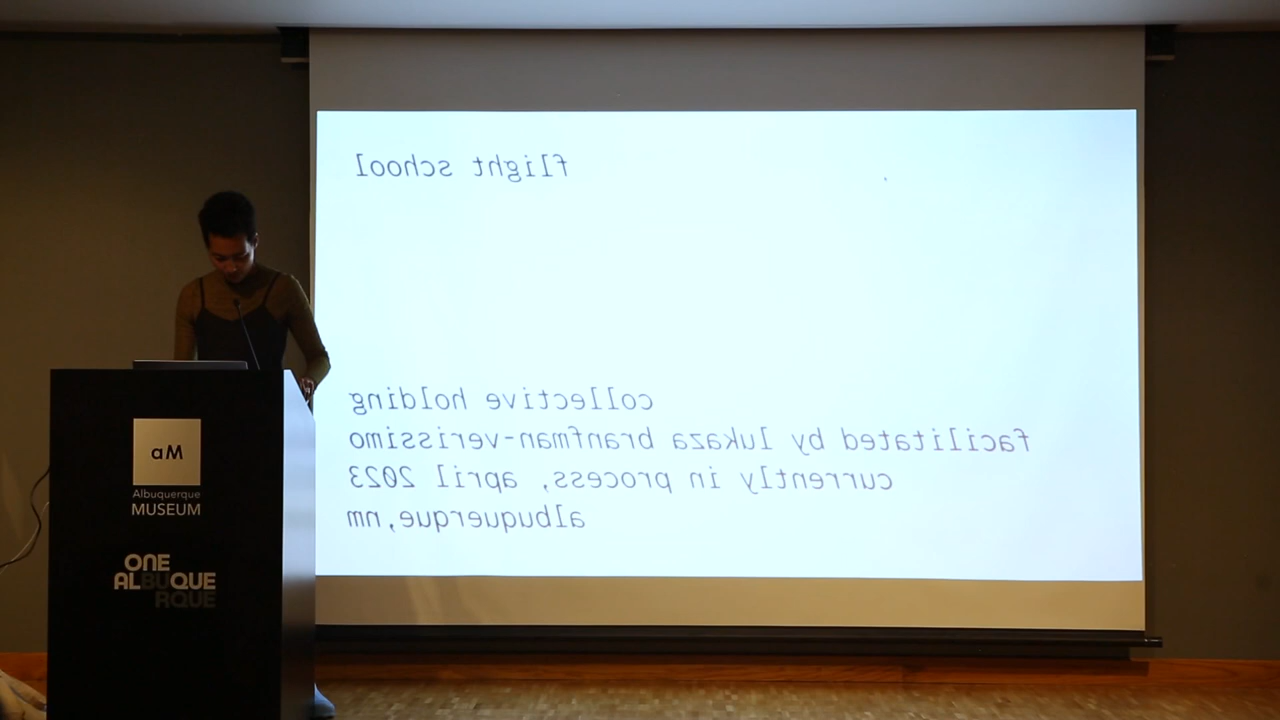 flight school
collective holding
facilitated by lukaza branfman-verissimo
currently in process, april 2023
albuquerque,nm
aM
Albuquerque
MUSEUM
ONE
ALBUQUE
RQUE